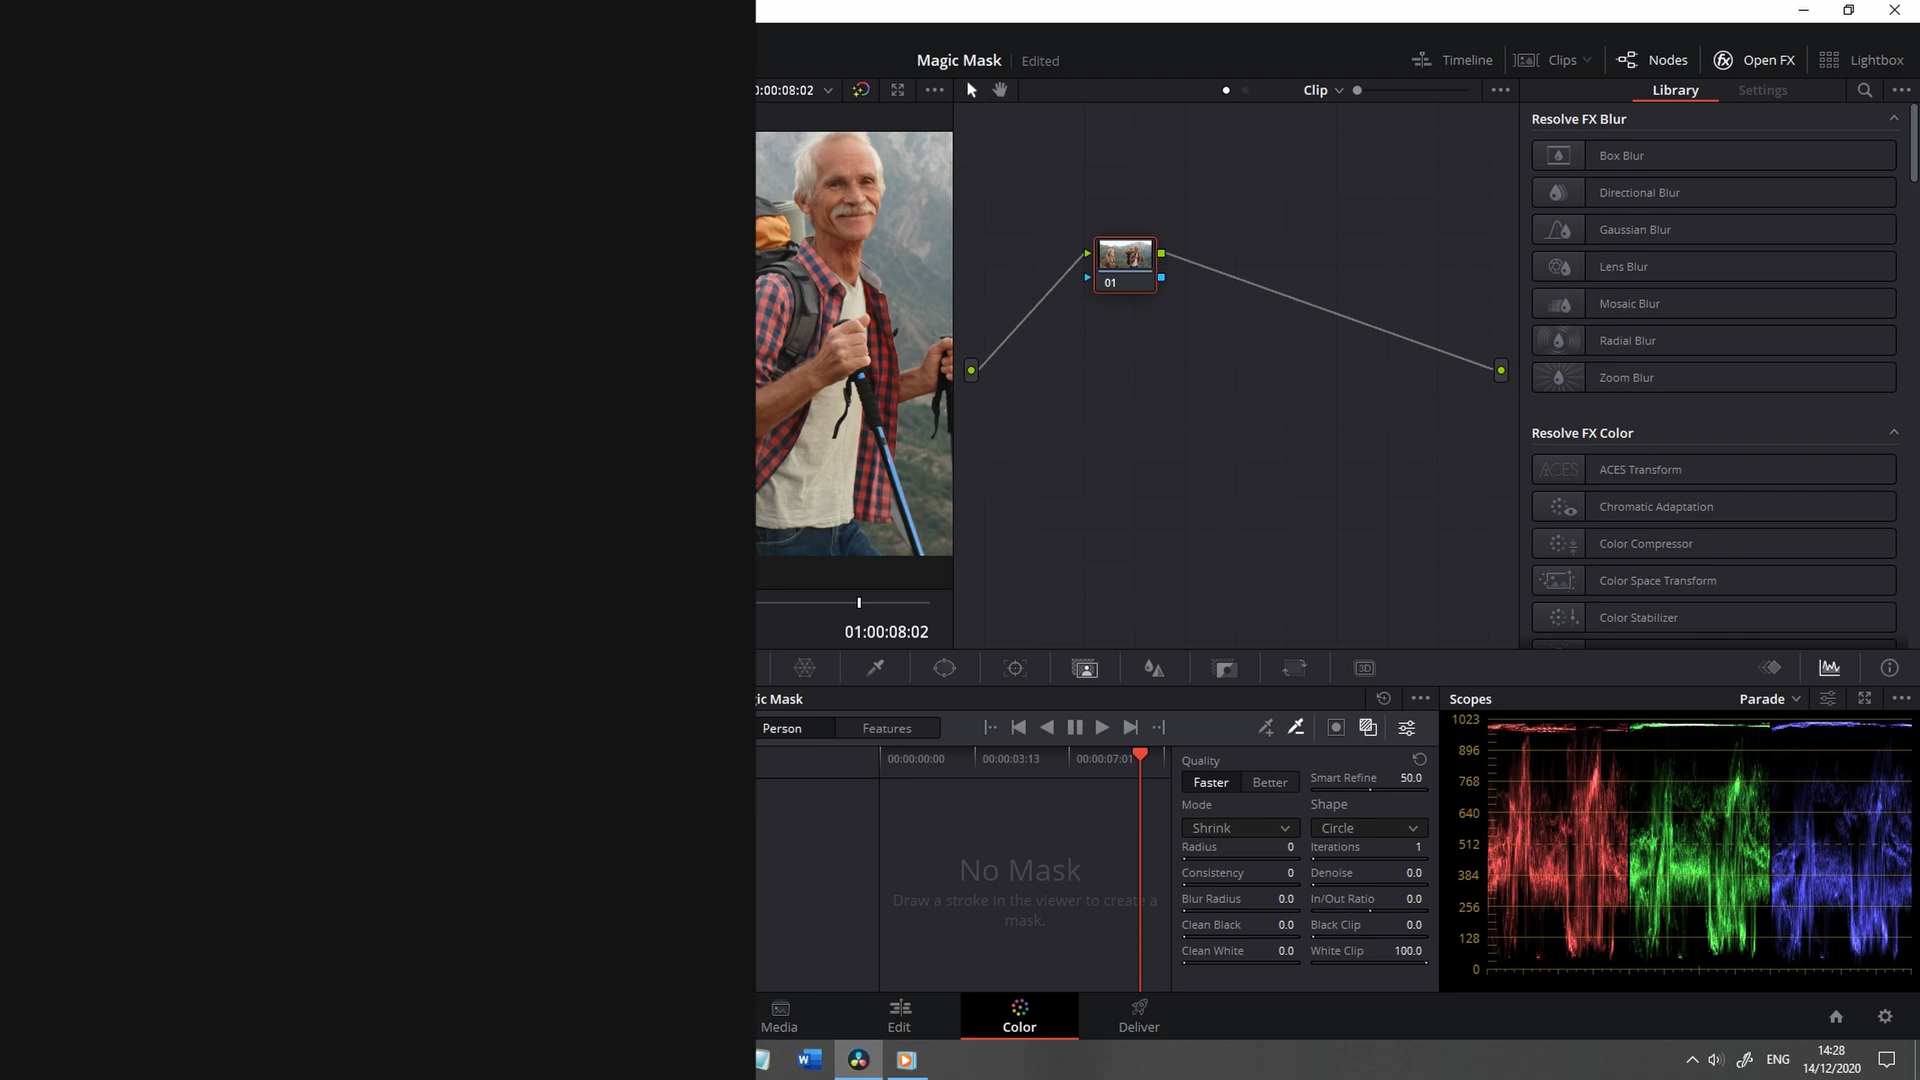 Magic Mask
Edited
Timeline
Clips
Nodes
Open FX
Lightbox
0:00:08:02
Clip
Library
Settings
Resolve FX Blur
Box Blur
Directional Blur
Gaussian Blur
Lens Blur
Mosaic Blur
Radial Blur
Zoom Blur
Resolve FX Color
ACES
ACES Transform
Chromatic Adaptation
Color Compressor
Color Space Transform
Color Stabilizer
01
01:00:08:02
3D
gic Mask
Person
Features
00:00:00:00
00:00:03:13
00:00:07:01
No Mask
Draw a stroke in the viewer to create a
mask.
Quality
Faster
Better
Smart Refine 50.0
Mode
Shape
Shrink
Circle
Radius 0
Iterations 1
Consistency 0
Denoise 0.0
Blur Radius 0.0
In/Out Ratio 0.0
Clean Black 0.0
Black Clip 0.0
Clean White 0.0
White Clip 100.0
Scopes
Parade
1023
896
768
640
512
384
256
128
0
Media
Edit
Color
Deliver
W
ENG
14:28
14/12/2020